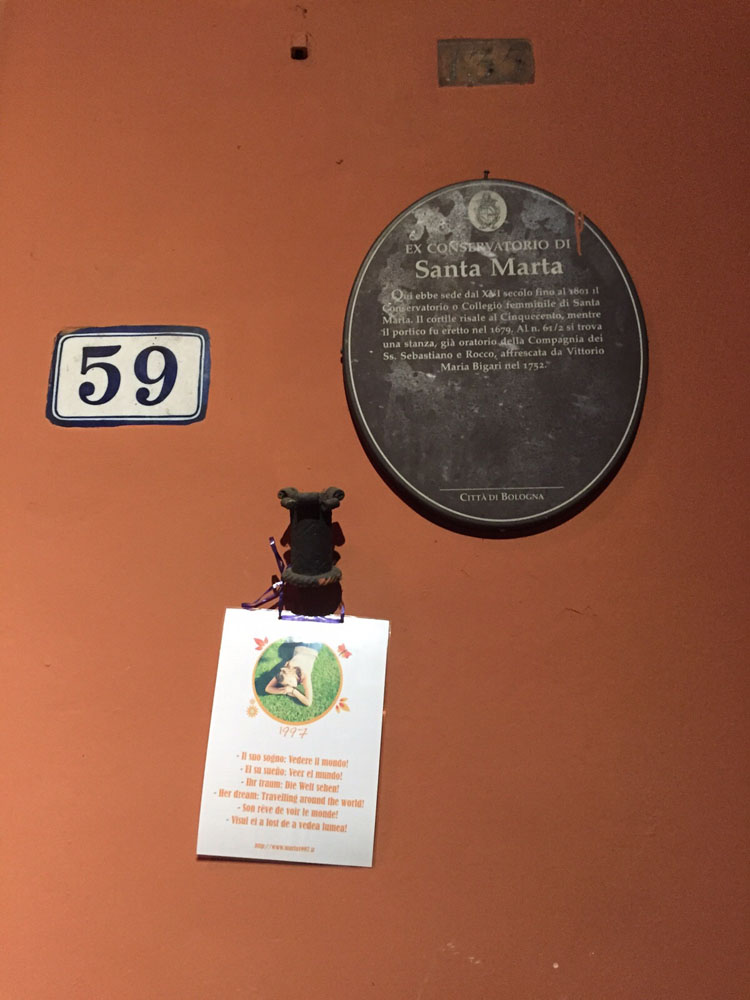 EX CONSERVATORIO DI
Santa Marta
Qui ebbe sede dal XVI secolo fino al 1801 il
Conservatorio o Collegio femminile di Santa
Marta. Il cortile risale al Cinquecento, mentre
il portico fu eretto nel 1679. Al n. 61/2 si trova
una stanza, già oratorio della Compagnia dei
Ss. Sebastiano e Rocco, affrescata da Vittorio
Maria Bigari nel 1752.
CITTÀ DI BOLOGNA
59
1997
- Il suo sogno: Vedere il mondo!
- El su sueño: Veer el mundo!
- Ihr traum: Die Welt sehen!
- Her dream: Travelling around the world!
- Son rêve de voir le monde!
- Visul ei a fost de a vedea lumea!